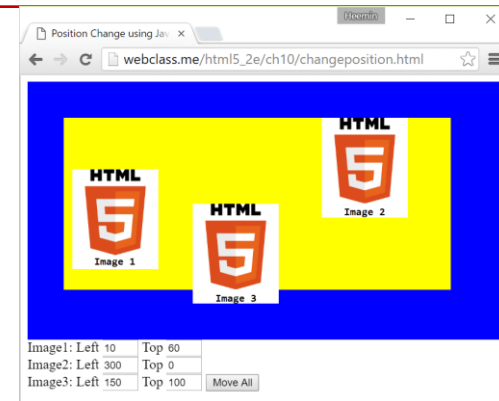 Heemin
Position Change using Jav
webclass.me/html5_2e/ch10/changeposition.html
HTML
5
Image 2
HTML
5
Image 1
HTML
5
Image 3
Image1: Left 10 Top 60
Image2: Left 300 Top 0
Image3: Left 150 Top 100 Move All